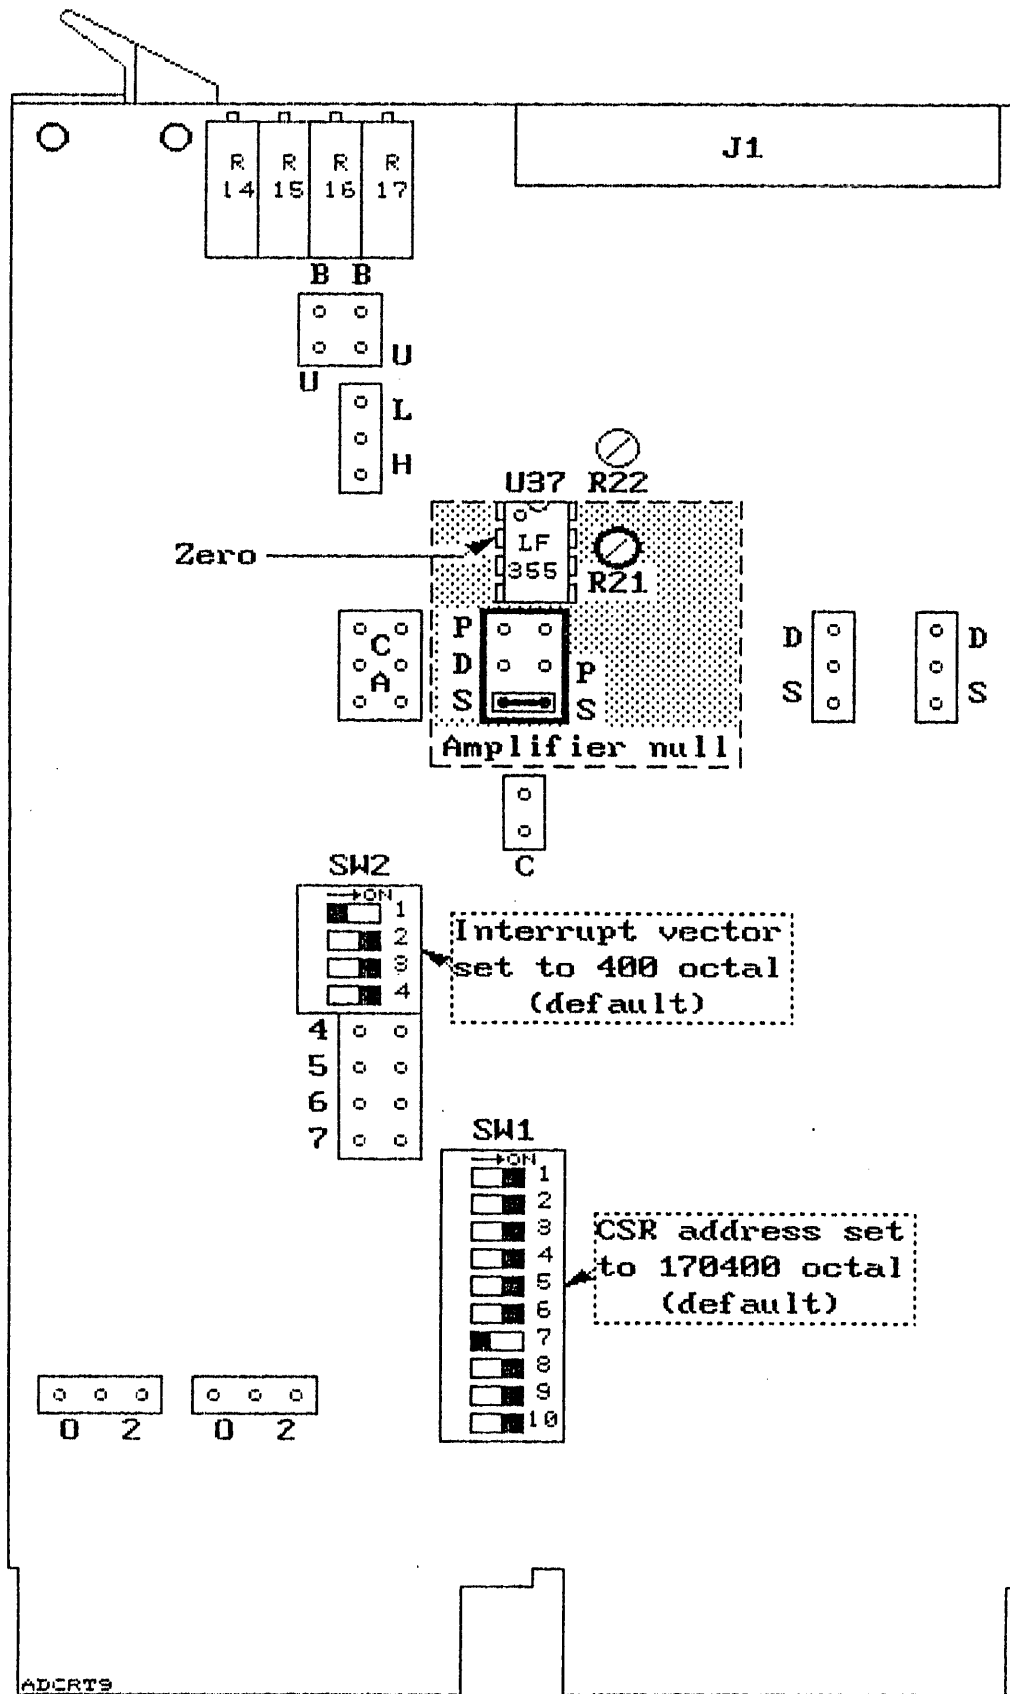 J1
R R R R
14 15 16 17
B B
U
U
L
H
U37 R22
Zero
LF
355
R21
P
D
S
P
S
C
A
D
S
D
S
Amplifier null
C
SW2
ON
1
2
3
4
Interrupt vector
set to 400 octal
(default)
4
5
6
7
SW1
ON
1
2
3
4
5
6
7
8
9
10
CSR address set
to 170400 octal
(default)
0 2 0 2
ADCRT9